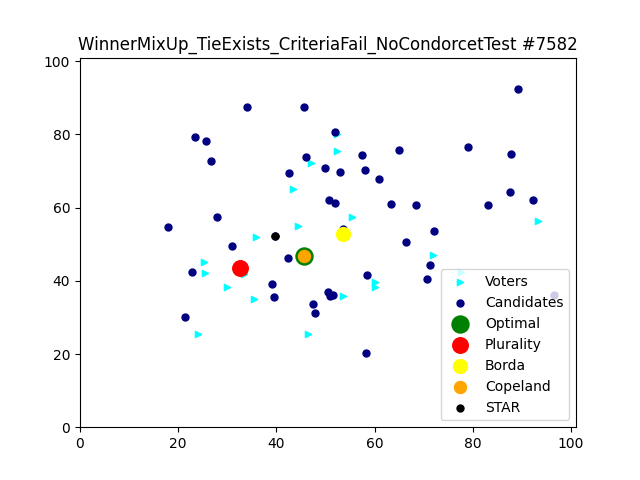 WinnerMixUp_TieExists_CriteriaFail_NoCondorcetTest #7582
100
80
60
40
20
0
0 20 40 60 80 100
Voters
Candidates
Optimal
Plurality
Borda
Copeland
STAR